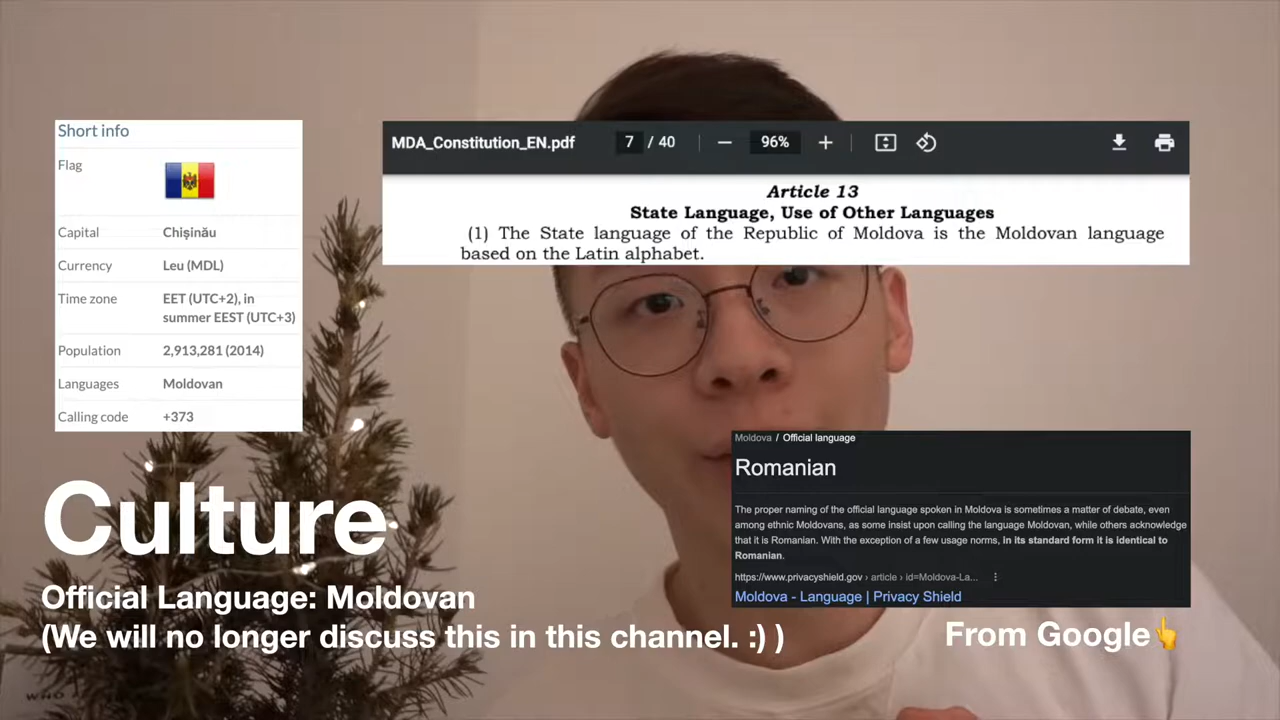 Short info
Flag
Capital Chișinău
Currency Leu (MDL)
Time zone EET (UTC+2), in
summer EEST (UTC+3)
Population 2,913,281 (2014)
Languages Moldovan
Calling code +373
MDA_Constitution_EN.pdf 7 / 40 — 96% +
Article 13
State Language, Use of Other Languages
(1) The State language of the Republic of Moldova is the Moldovan language
based on the Latin alphabet.
Moldova / Official language
Romanian
The proper naming of the official language spoken in Moldova is sometimes a matter of debate, even
among ethnic Moldovans, as some insist upon calling the language Moldovan, while others acknowledge
that it is Romanian. With the exception of a few usage norms, in its standard form it is identical to
Romanian.
https://www.privacyshield.gov › article › id=Moldova-La...
Moldova - Language | Privacy Shield
From Google👆
Culture
Official Language: Moldovan
(We will no longer discuss this in this channel. :) )